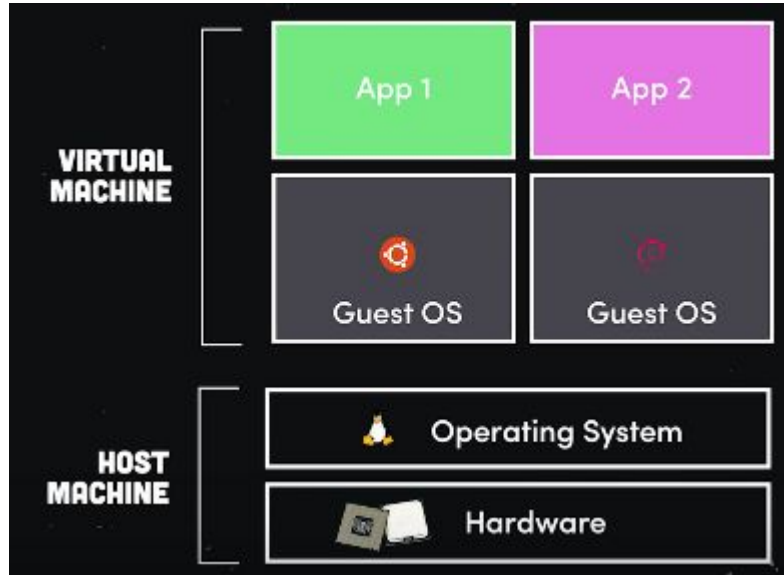 App 1
App 2
VIRTUAL
MACHINE
Guest OS
Guest OS
Operating System
HOST
MACHINE
Hardware